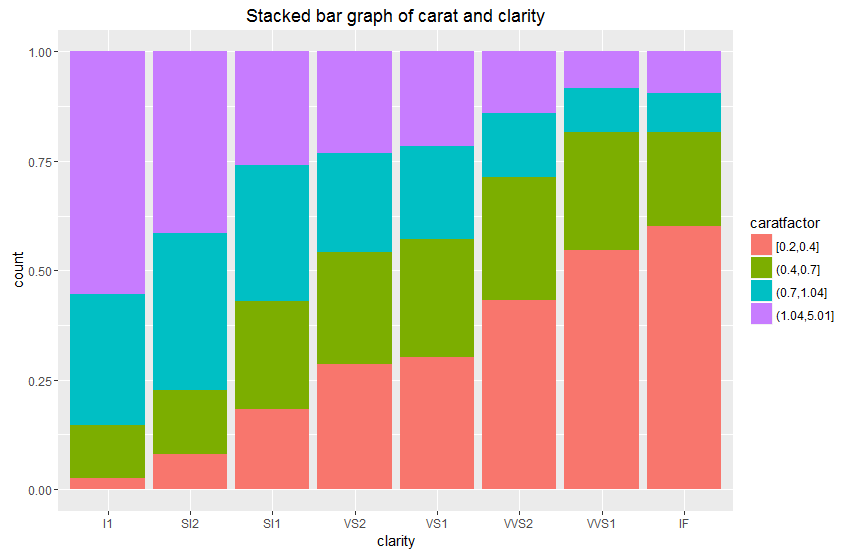 Stacked bar graph of carat and clarity
1.00
0.75
0.50
0.25
0.00
count
I1 SI2 SI1 VS2 VS1 VVS2 VVS1 IF
clarity
caratfactor
[0.2,0.4]
(0.4,0.7]
(0.7,1.04]
(1.04,5.01]